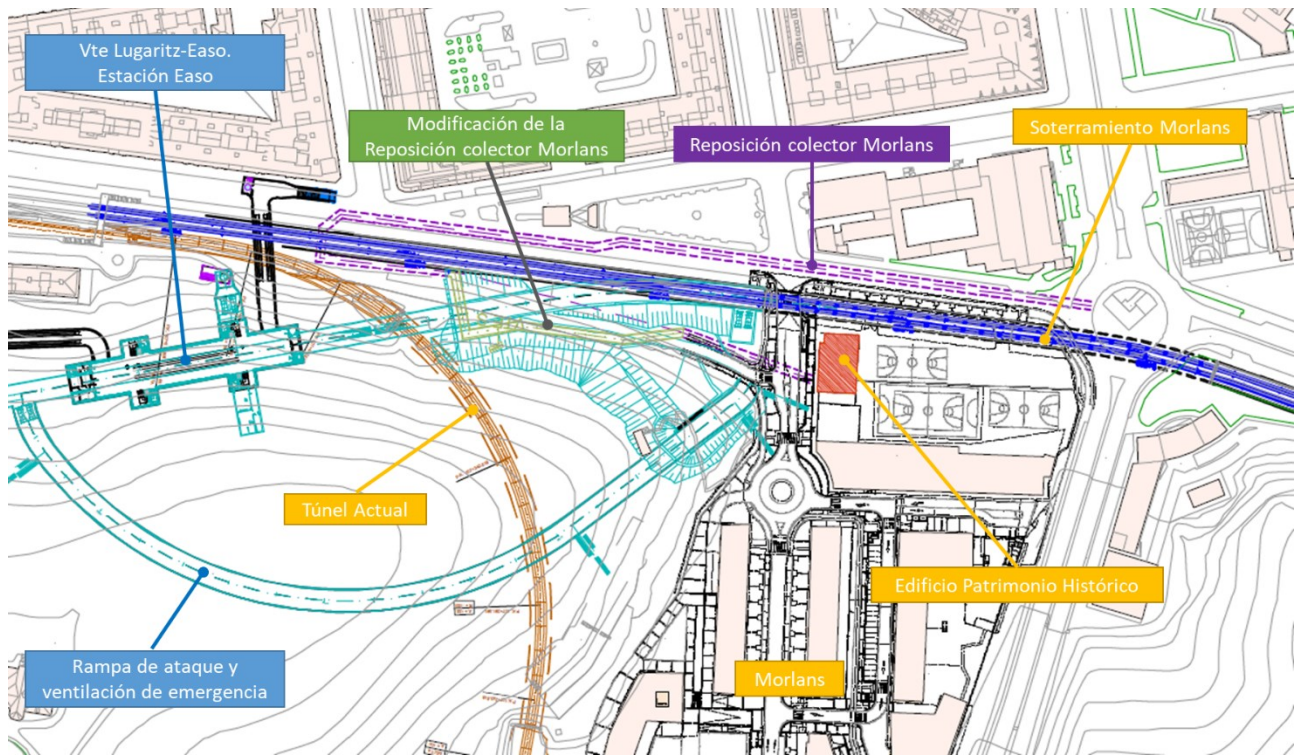 Vte Lugaritz-Easo.
Estación Easo
Modificación de la
Reposición colector Morlans
Reposición colector Morlans
Soterramiento Morlans
Túnel Actual
Edificio Patrimonio Histórico
Rampa de ataque y
ventilación de emergencia
Morlans